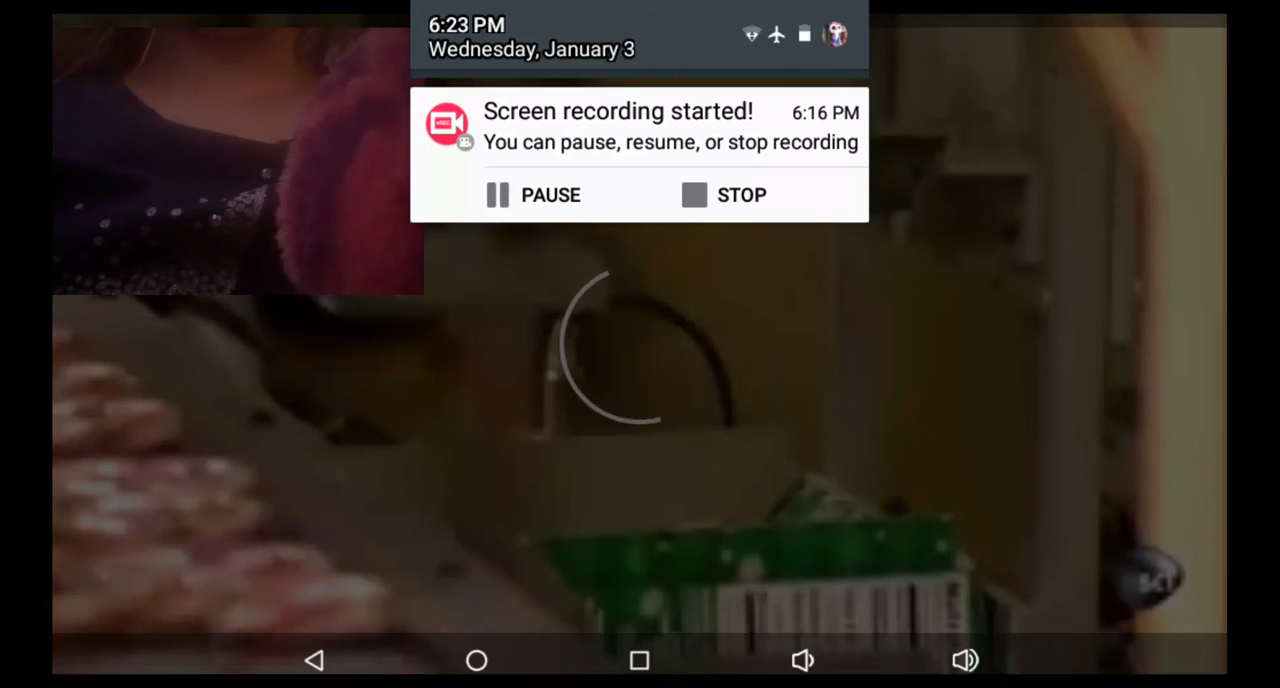 6:23 PM
Wednesday, January 3
Screen recording started! 6:16 PM
You can pause, resume, or stop recording
PAUSE STOP